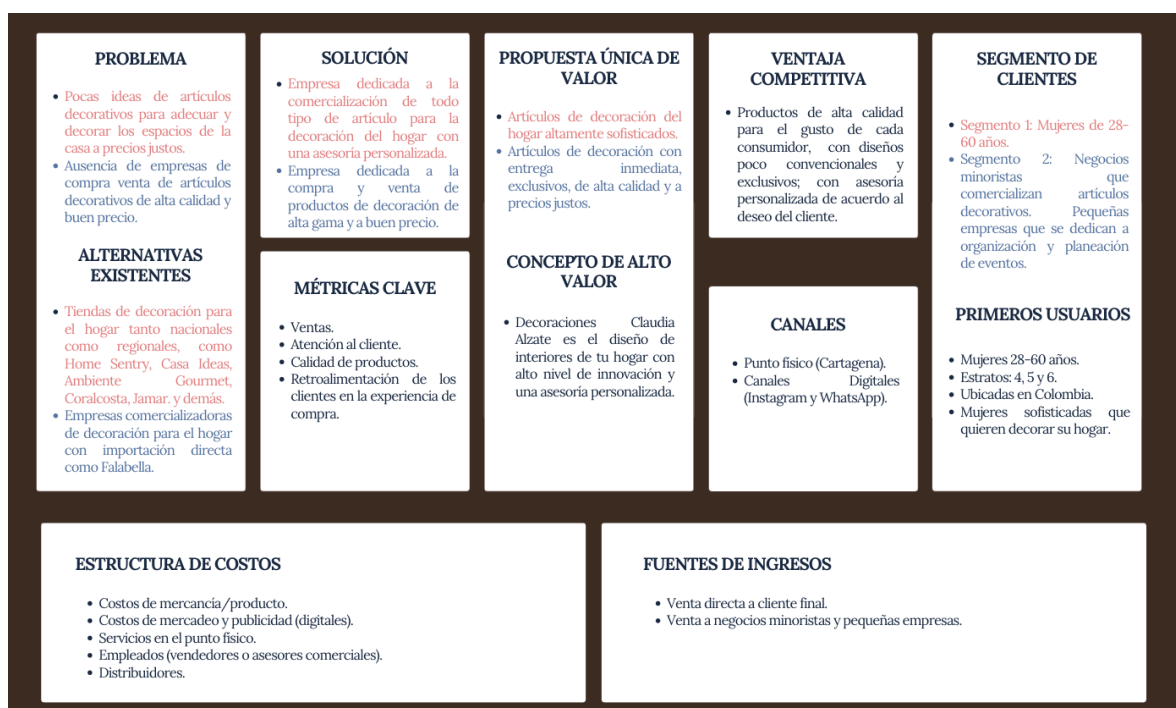 PROBLEMA
Pocas ideas de artículos
decorativos para adecuar y
decorar los espacios de la
casa a precios justos.
Ausencia de empresas de
compra venta de artículos
decorativos de alta calidad y
buen precio.
ALTERNATIVAS
EXISTENTES
Tiendas de decoración para
el hogar tanto nacionales
como regionales, como
Home Sentry, Casa Ideas,
Ambiente Gourmet,
Coralcosta, Jamar. y demás.
Empresas comercializadoras
de decoración para el hogar
con importación directa
como Falabella.
SOLUCIÓN
Empresa dedicada a la
comercialización de todo
tipo de artículo para la
decoración del hogar con
una asesoría personalizada.
Empresa dedicada a la
compra y venta de
productos de decoración de
alta gama y a buen precio.
MÉTRICAS CLAVE
Ventas.
Atención al cliente.
Calidad de productos.
Retroalimentación de los
clientes en la experiencia de
compra.
PROPUESTA ÚNICA DE
VALOR
Artículos de decoración del
hogar altamente sofisticados.
Artículos de decoración con
entrega inmediata,
exclusivos, de alta calidad y a
precios justos.
CONCEPTO DE ALTO
VALOR
Decoraciones Claudia
Alzate es el diseño de
interiores de tu hogar con
alto nivel de innovación y
una asesoría personalizada.
VENTAJA
COMPETITIVA
Productos de alta calidad
para el gusto de cada
consumidor, con diseños
poco convencionales y
exclusivos; con asesoría
personalizada de acuerdo al
deseo del cliente.
CANALES
Punto físico (Cartagena).
Canales Digitales
(Instagram y WhatsApp).
SEGMENTO DE
CLIENTES
Segmento 1: Mujeres de 28-
60 años.
Segmento 2: Negocios
minoristas que
comercializan artículos
decorativos. Pequeñas
empresas que se dedican a
organización y planeación
de eventos.
PRIMEROS USUARIOS
Mujeres 28-60 años.
Estratos: 4, 5 y 6.
Ubicadas en Colombia.
Mujeres sofisticadas que
quieren decorar su hogar.
ESTRUCTURA DE COSTOS
Costos de mercancía/producto.
Costos de mercadeo y publicidad (digitales).
Servicios en el punto físico.
Empleados (vendedores o asesores comerciales).
Distribuidores.
FUENTES DE INGRESOS
Venta directa a cliente final.
Venta a negocios minoristas y pequeñas empresas.